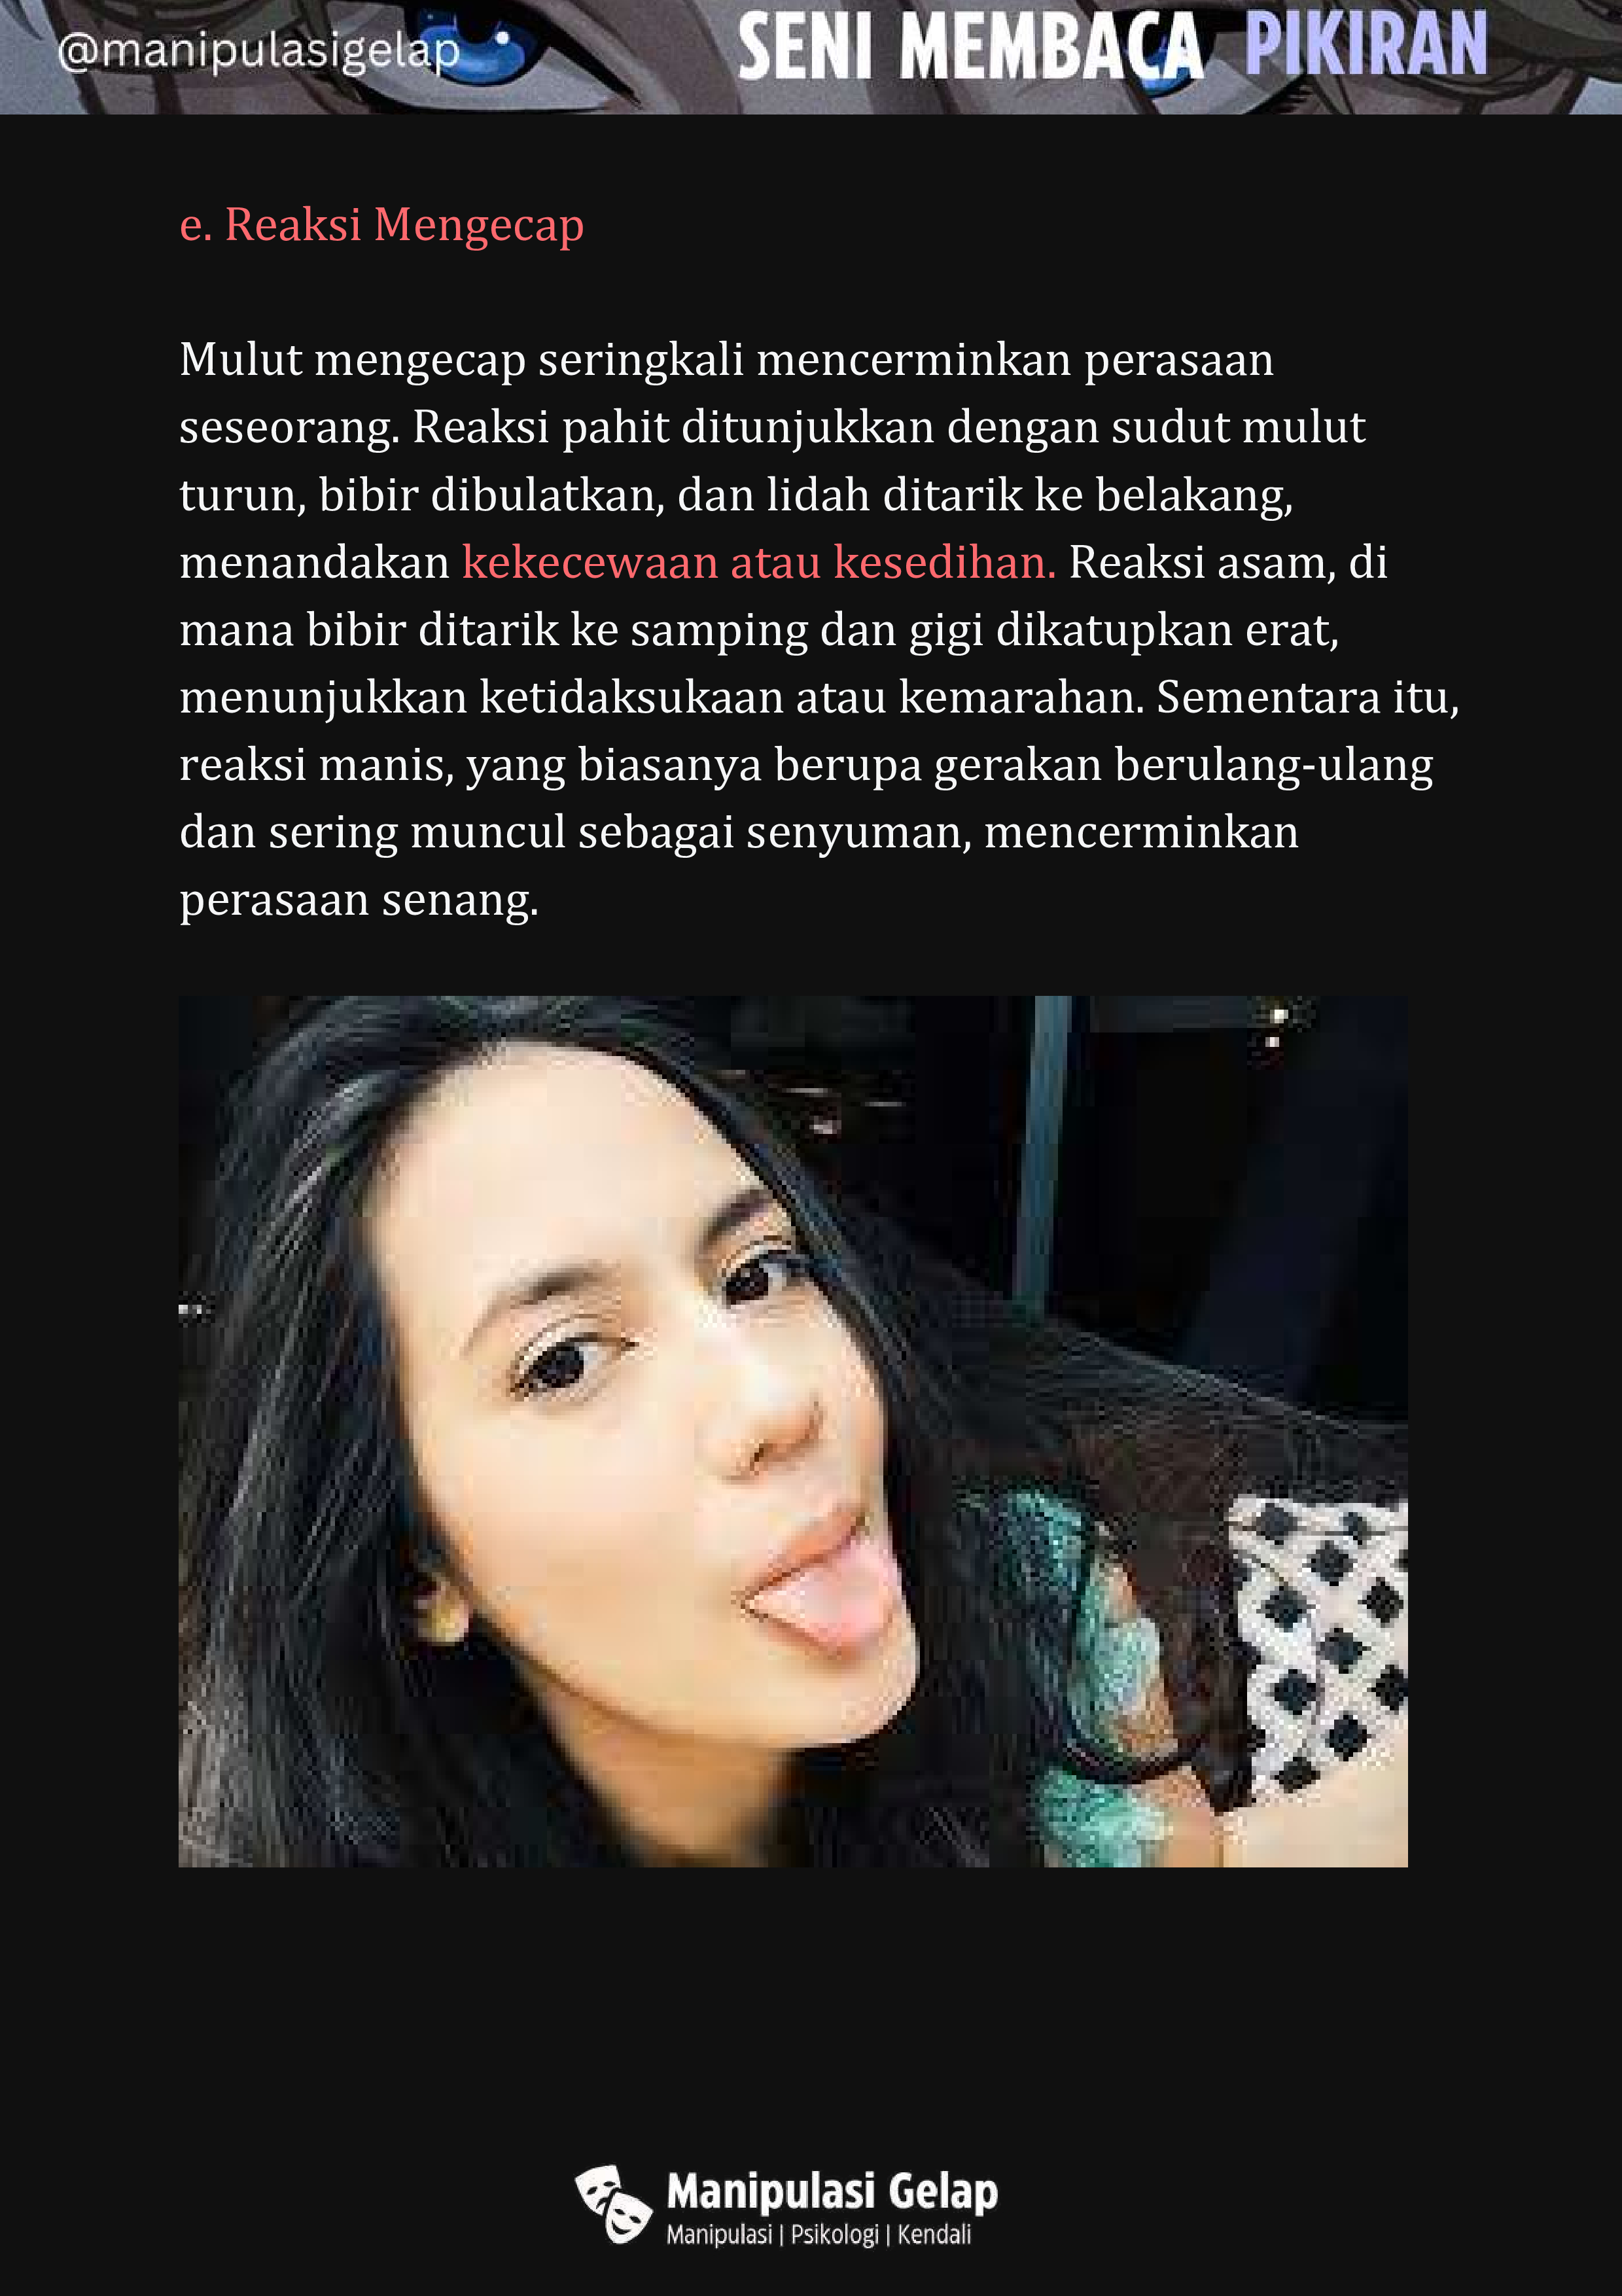 @manipulasigelap
SENI MEMBACA PIKIRAN
e. Reaksi Mengecap
Mulut mengecap seringkali mencerminkan perasaan
seseorang. Reaksi pahit ditunjukkan dengan sudut mulut
turun, bibir dibulatkan, dan lidah ditarik ke belakang,
menandakan kekecewaan atau kesedihan. Reaksi asam, di
mana bibir ditarik ke samping dan gigi dikatupkan erat,
menunjukkan ketidaksukaan atau kemarahan. Sementara itu,
reaksi manis, yang biasanya berupa gerakan berulang-ulang
dan sering muncul sebagai senyuman, mencerminkan
perasaan senang.
Manipulasi Gelap
Manipulasi | Psikologi | Kendali